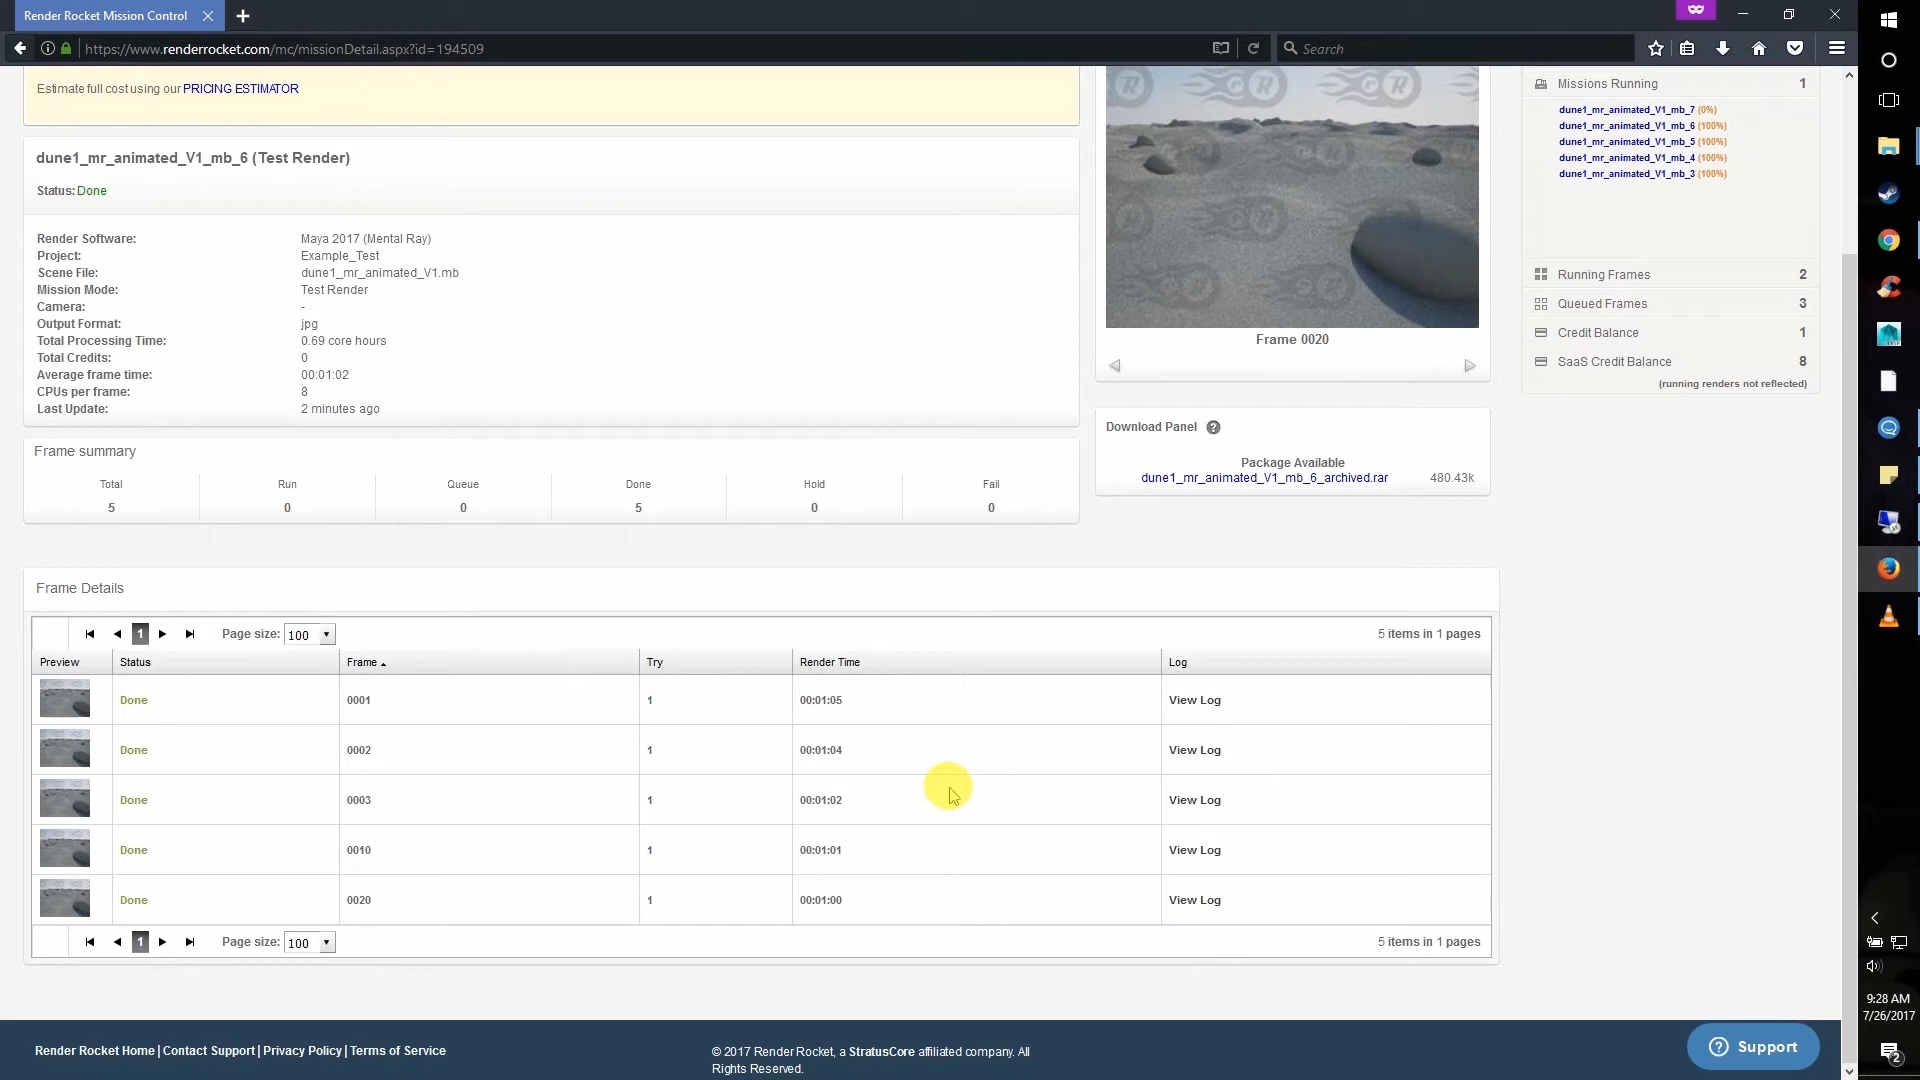 Render Rocket Mission Control
https://www.renderrocket.com/mc/missionDetail.aspx?id=194509
Search
Estimate full cost using our PRICING ESTIMATOR
dune1_mr_animated_V1_mb_6 (Test Render)
Status: Done
Render Software: Maya 2017 (Mental Ray)
Project: Example_Test
Scene File: dune1_mr_animated_V1.mb
Mission Mode: Test Render
Camera: -
Output Format: jpg
Total Processing Time: 0.69 core hours
Total Credits: 0
Average frame time: 00:01:02
CPUs per frame: 8
Last Update: 2 minutes ago
Frame summary
Total Run Queue Done Hold Fail
5 0 0 5 0 0
Frame 0020
Download Panel ?
Package Available
dune1_mr_animated_V1_mb_6_archived.rar 480.43k
Missions Running 1
dune1_mr_animated_V1_mb_7 (0%)
dune1_mr_animated_V1_mb_6 (100%)
dune1_mr_animated_V1_mb_5 (100%)
dune1_mr_animated_V1_mb_4 (100%)
dune1_mr_animated_V1_mb_3 (100%)
Running Frames 2
Queued Frames 3
Credit Balance 1
SaaS Credit Balance 8
(running renders not reflected)
Frame Details
1 Page size: 100 5 items in 1 pages
Preview Status Frame Try Render Time Log
Done 0001 1 00:01:05 View Log
Done 0002 1 00:01:04 View Log
Done 0003 1 00:01:02 View Log
Done 0010 1 00:01:01 View Log
Done 0020 1 00:01:00 View Log
1 Page size: 100 5 items in 1 pages
Render Rocket Home | Contact Support | Privacy Policy | Terms of Service
© 2017 Render Rocket, a StratusCore affiliated company. All
Rights Reserved.
? Support
9:28 AM
7/26/2017
2